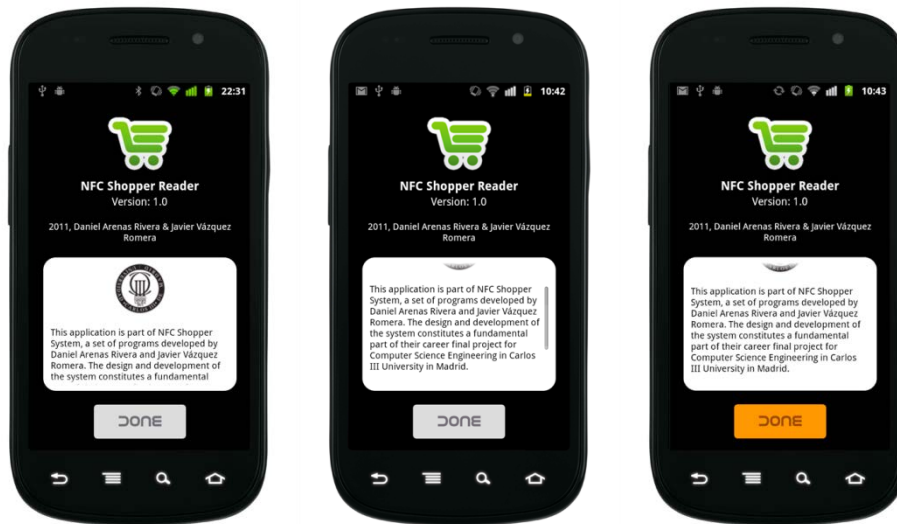 22:31
NFC Shopper Reader
Version: 1.0
2011, Daniel Arenas Rivera & Javier Vázquez
Romera
This application is part of NFC Shopper
System, a set of programs developed by
Daniel Arenas Rivera and Javier Vázquez
Romera. The design and development of
the system constitutes a fundamental
DONE
10:42
NFC Shopper Reader
Version: 1.0
2011, Daniel Arenas Rivera & Javier Vázquez
Romera
This application is part of NFC Shopper
System, a set of programs developed by
Daniel Arenas Rivera and Javier Vázquez
Romera. The design and development of
the system constitutes a fundamental
part of their career final project for
Computer Science Engineering in Carlos
III University in Madrid.
DONE
10:43
NFC Shopper Reader
Version: 1.0
2011, Daniel Arenas Rivera & Javier Vázquez
Romera
This application is part of NFC Shopper
System, a set of programs developed by
Daniel Arenas Rivera and Javier Vázquez
Romera. The design and development of
the system constitutes a fundamental
part of their career final project for
Computer Science Engineering in Carlos
III University in Madrid.
DONE